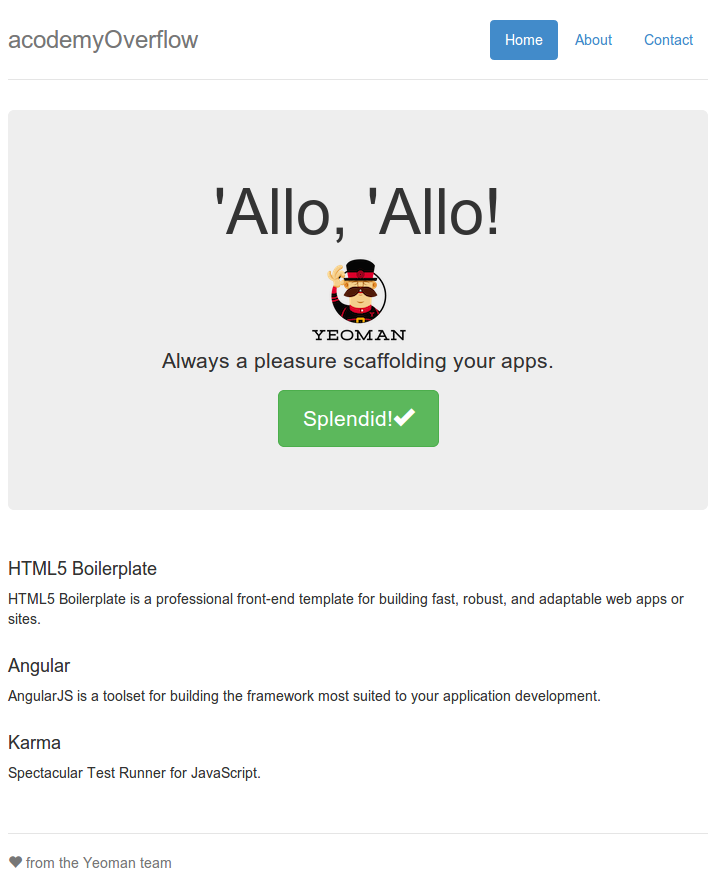 acodemyOverflow
Home
About
Contact
'Allo, 'Allo!
YEOMAN
Always a pleasure scaffolding your apps.
Splendid!
HTML5 Boilerplate
HTML5 Boilerplate is a professional front-end template for building fast, robust, and adaptable web apps or
sites.
Angular
AngularJS is a toolset for building the framework most suited to your application development.
Karma
Spectacular Test Runner for JavaScript.
from the Yeoman team